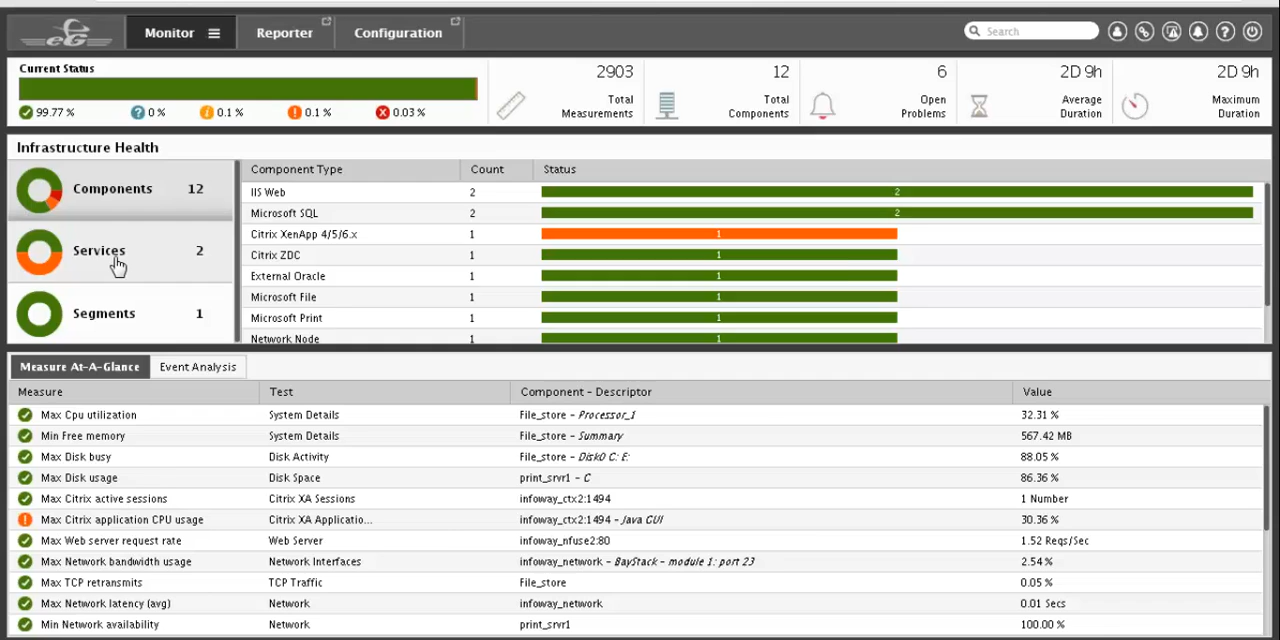 eG
Monitor
Reporter
Configuration
Search
Current Status
99.77 %
0 %
0.1 %
0.1 %
0.03 %
2903
Total
Measurements
12
Total
Components
6
Open
Problems
2D 9h
Average
Duration
2D 9h
Maximum
Duration
Infrastructure Health
Components 12
Services 2
Segments 1
Component Type Count Status
IIS Web 2 2
Microsoft SQL 2 2
Citrix XenApp 4/5/6.x 1 1
Citrix ZDC 1 1
External Oracle 1 1
Microsoft File 1 1
Microsoft Print 1 1
Network Node 1 1
Measure At-A-Glance Event Analysis
Measure Test Component - Descriptor Value
Max Cpu utilization System Details File_store - Processor_1 32.31 %
Min Free memory System Details File_store - Summary 567.42 MB
Max Disk busy Disk Activity File_store - Disk0 C: E: 88.05 %
Max Disk usage Disk Space print_srvr1 - C 86.36 %
Max Citrix active sessions Citrix XA Sessions infoway_ctx2:1494 1 Number
Max Citrix application CPU usage Citrix XA Applicatio... infoway_ctx2:1494 - Java GUI 30.36 %
Max Web server request rate Web Server infoway_nfuse2:80 1.52 Reqs/Sec
Max Network bandwidth usage Network Interfaces infoway_network - BayStack - module 1: port 23 2.54 %
Max TCP retransmits TCP Traffic File_store 0.05 %
Max Network latency (avg) Network infoway_network 0.01 Secs
Min Network availability Network print_srvr1 100.00 %